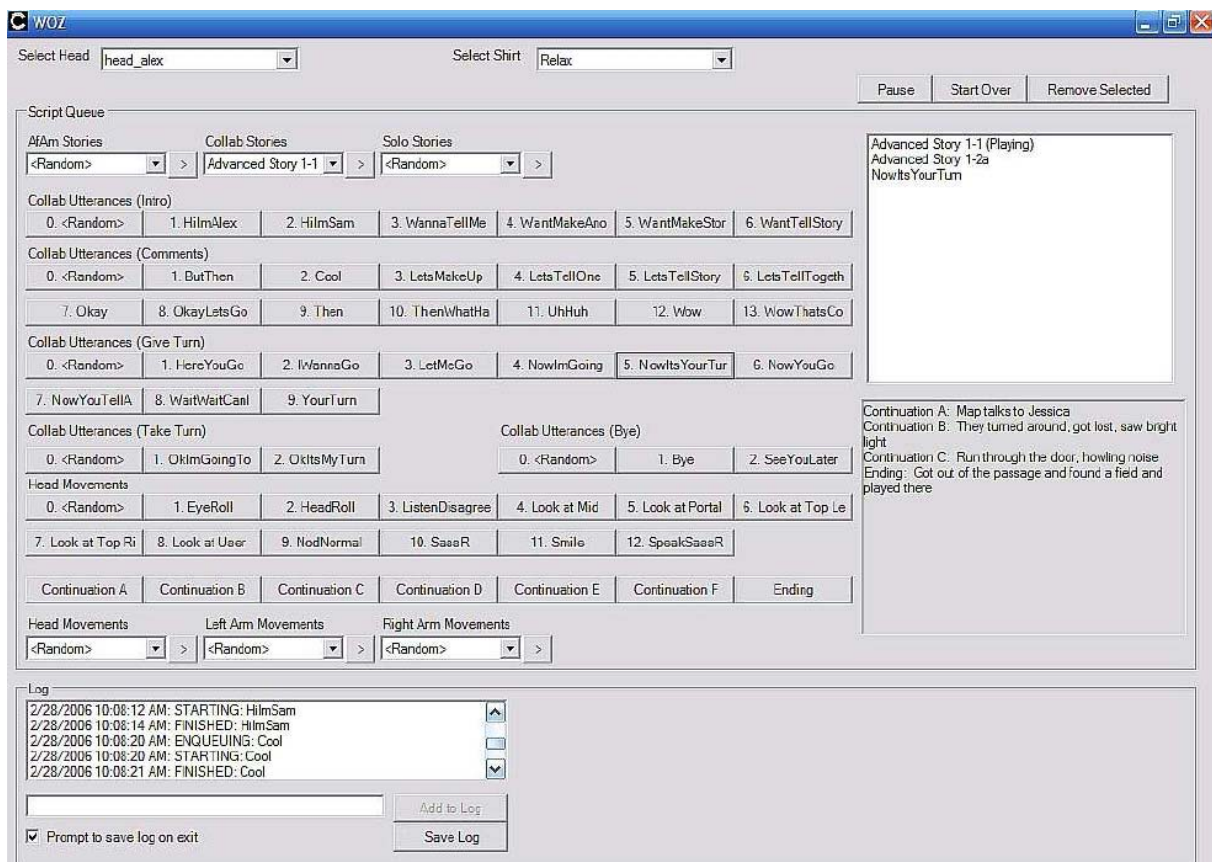 WOZ
Select Head head_alex Select Shirt Relax
Pause Start Over Remove Selected
Script Queue
AfAm Stories Collab Stories Solo Stories
<Random> > Advanced Story 1-1 > <Random> >
Advanced Story 1-1 (Playing)
Advanced Story 1-2a
NowItsYourTurn
Collab Utterances (Intro)
0. <Random> 1. HiImAlex 2. HiImSam 3. WannaTellMe 4. WantMakeAno 5. WantMakeStor 6. WantTellStory
Collab Utterances (Comments)
0. <Random> 1. ButThen 2. Cool 3. LetsMakeUp 4. LetsTellOne 5. LetsTellStory 6. LetsTellTogeth
7. Okay 8. OkayLetsGo 9. Then 10. ThenWhatHa 11. UhHuh 12. Wow 13. WowThatsCo
Collab Utterances (Give Turn)
0. <Random> 1. HereYouGo 2. IWannaGo 3. LetMeGo 4. NowImGoing 5. NowItsYourTur 6. NowYouGo
7. NowYouTellA 8. WaitWaitCanI 9. YourTurn
Collab Utterances (Take Turn) Collab Utterances (Bye)
0. <Random> 1. OkImGoingTo 2. OkItsMyTurn 0. <Random> 1. Bye 2. SeeYouLater
Head Movements
0. <Random> 1. EyeRoll 2. HeadRoll 3. ListenDisagree 4. Look at Mid 5. Look at Portal 6. Look at Top Le
7. Look at Top Ri 8. Look at User 9. NodNormal 10. SassR 11. Smile 12. SpeakSassR
Continuation A Continuation B Continuation C Continuation D Continuation E Continuation F Ending
Head Movements Left Arm Movements Right Arm Movements
<Random> > <Random> > <Random> >
Continuation A: Map talks to Jessica
Continuation B: They turned around, got lost, saw bright
light
Continuation C: Run through the door, howling noise
Ending: Got out of the passage and found a field and
played there
Log
2/28/2006 10:08:12 AM: STARTING: HiImSam
2/28/2006 10:08:14 AM: FINISHED: HiImSam
2/28/2006 10:08:20 AM: ENQUEUING: Cool
2/28/2006 10:08:20 AM: STARTING: Cool
2/28/2006 10:08:21 AM: FINISHED: Cool
Add to Log
Prompt to save log on exit Save Log